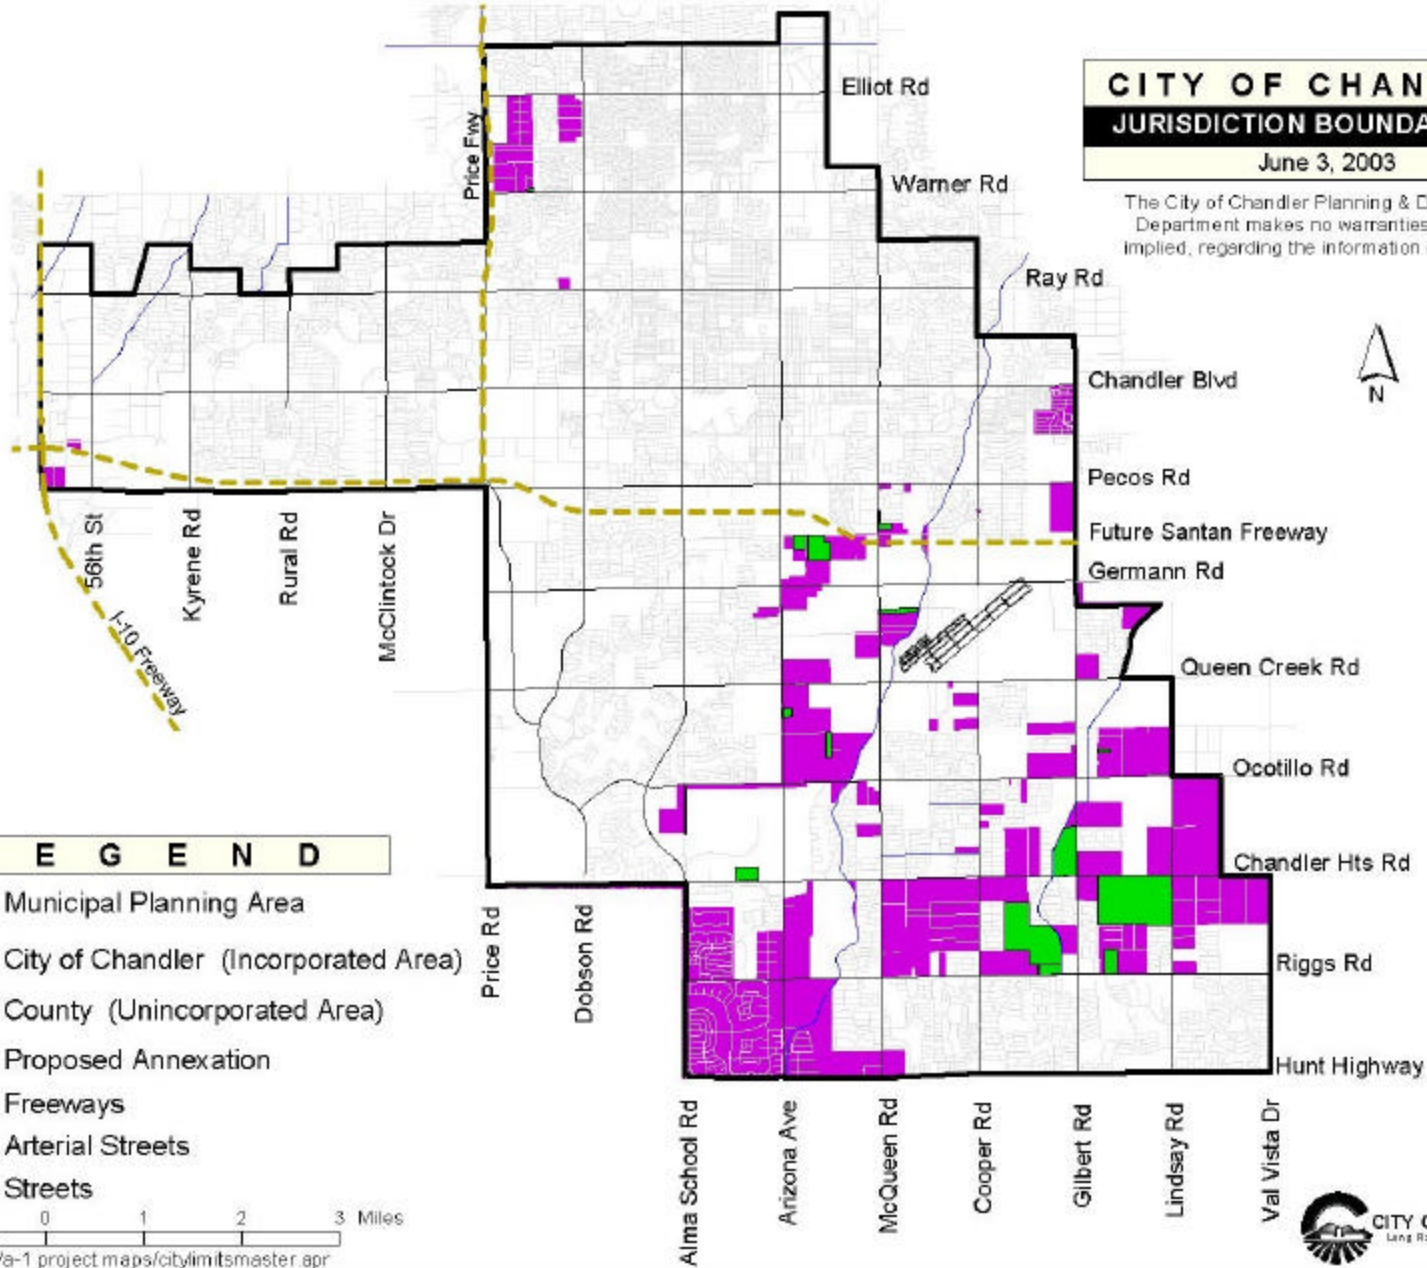 Elliot Rd
CITY OF CHAN
JURISDICTION BOUNDA
June 3, 2003
The City of Chandler Planning & D
Department makes no warranties
implied, regarding the information
Price Fwy
Warner Rd
Ray Rd
N
Chandler Blvd
Pecos Rd
Future Santan Freeway
Germann Rd
56th St
Kyrene Rd
Rural Rd
McClintock Dr
I-10 Freeway
Queen Creek Rd
Ocotillo Rd
Chandler Hts Rd
Riggs Rd
Hunt Highway
E G E N D
Municipal Planning Area
City of Chandler (Incorporated Area)
County (Unincorporated Area)
Proposed Annexation
Freeways
Arterial Streets
Streets
0 1 2 3 Miles
/a-1 project maps/citylimitsmaster.apr
Price Rd
Dobson Rd
Alma School Rd
Arizona Ave
McQueen Rd
Cooper Rd
Gilbert Rd
Lindsay Rd
Val Vista Dr
CITY
Long